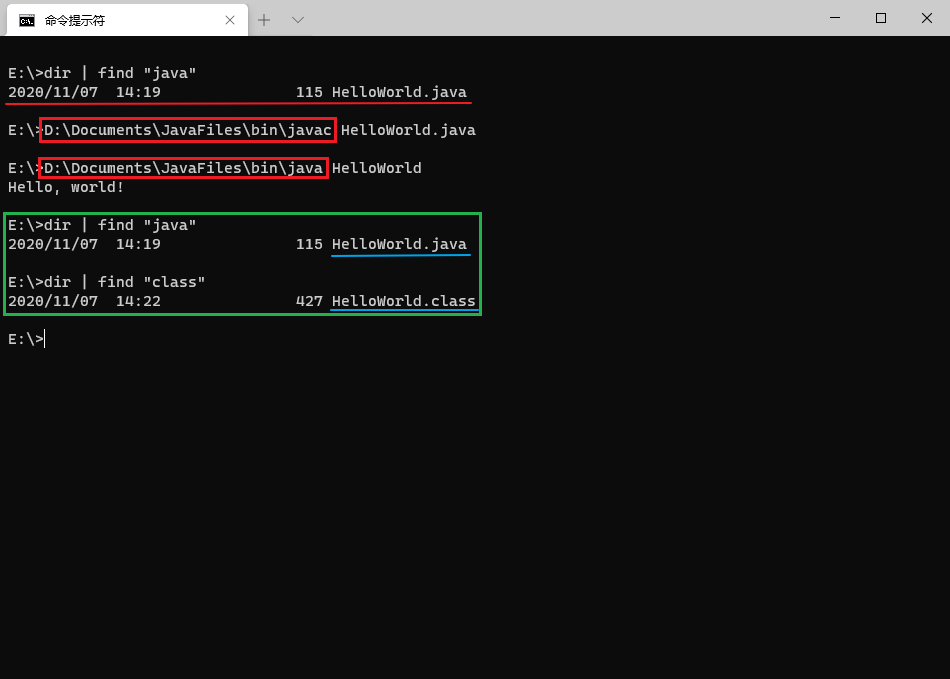 命令提示符
E:\>dir | find "java"
2020/11/07  14:19               115 HelloWorld.java
E:\>D:\Documents\JavaFiles\bin\javac HelloWorld.java
E:\>D:\Documents\JavaFiles\bin\java HelloWorld
Hello, world!
E:\>dir | find "java"
2020/11/07  14:19               115 HelloWorld.java
E:\>dir | find "class"
2020/11/07  14:22               427 HelloWorld.class
E:\>